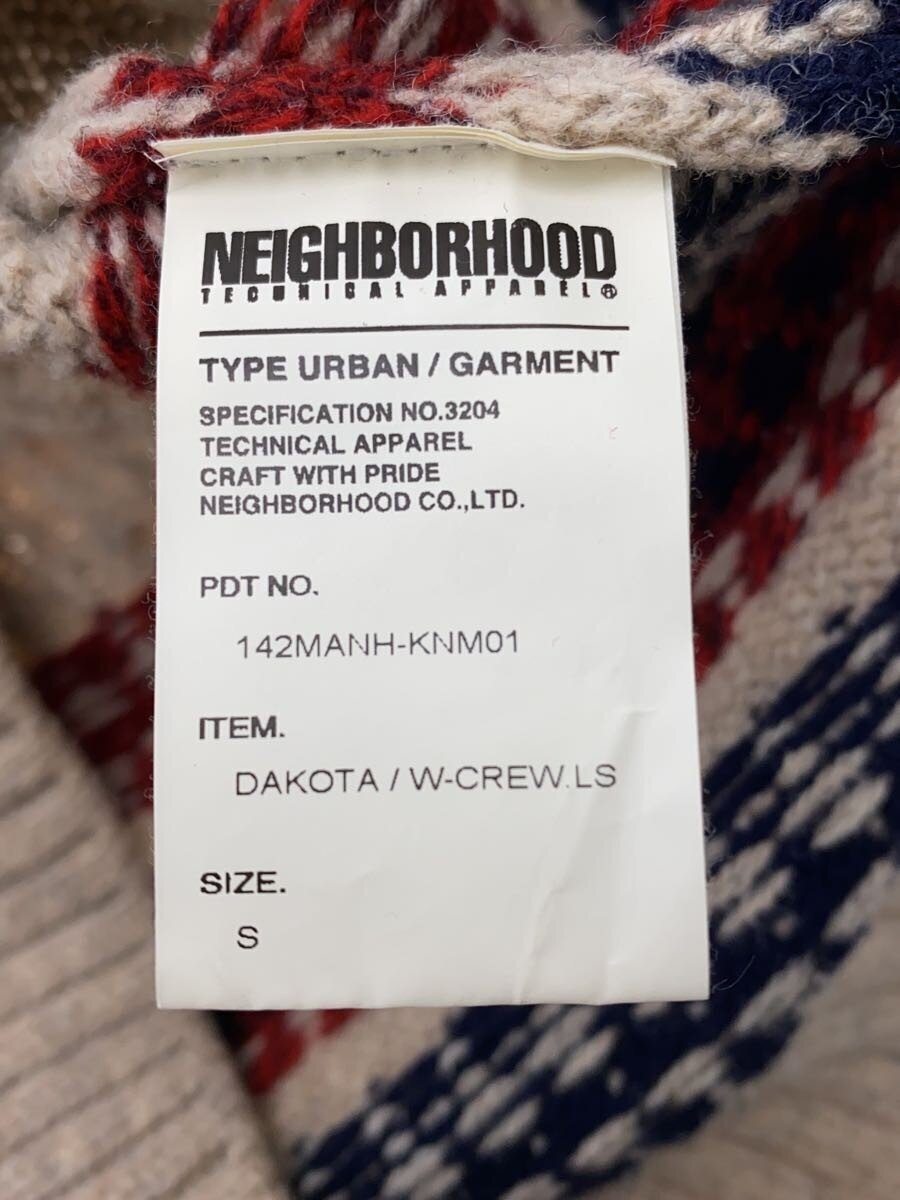 NEIGHBORHOOD
TECHNICAL APPAREL®
TYPE URBAN / GARMENT
SPECIFICATION NO.3204
TECHNICAL APPAREL
CRAFT WITH PRIDE
NEIGHBORHOOD CO.,LTD.
PDT NO.
142MANH-KNM01
ITEM.
DAKOTA / W-CREW.LS
SIZE.
S